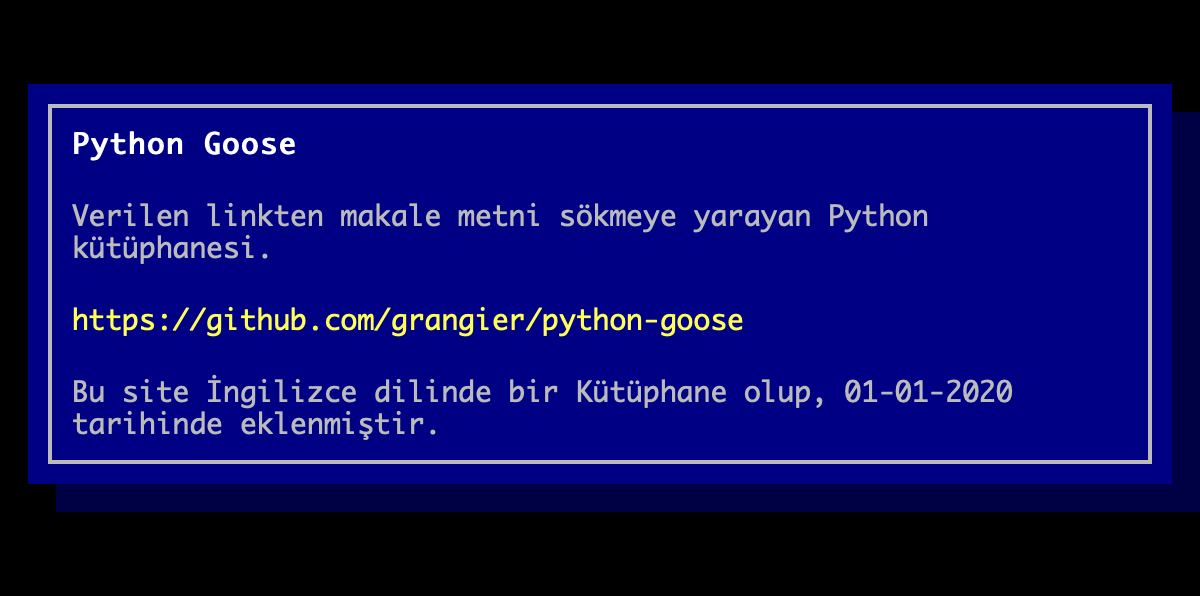 Python Goose
Verilen linkten makale metni sökmeye yarayan Python
kütüphanesi.
https://github.com/grangier/python-goose
Bu site İngilizce dilinde bir Kütüphane olup, 01-01-2020
tarihinde eklenmiştir.